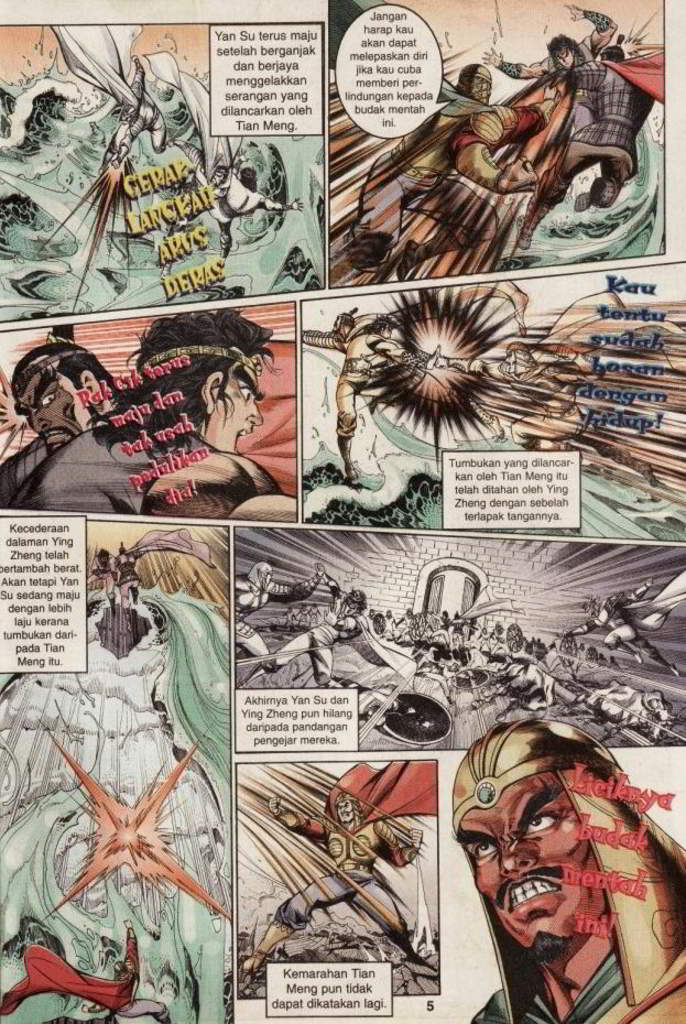 Yan Su terus maju
setelah berganjak
dan berjaya
menggelakkan
serangan yang
dilancarkan oleh
Tian Meng.
GERAK
LANGKAH
ARUS
DERAS
Jangan
harap kau
akan dapat
melepaskan diri
jika kau cuba
memberi per-
lindungan kepada
budak mentah
ini.
Pak cik terus
maju dan
tak usah
pedulikan
dia!
Kau
tentu
sudah
bosan
dengan
hidup!
Tumbukan yang dilancar-
kan oleh Tian Meng itu
telah ditahan oleh Ying
Zheng dengan sebelah
terlapak tangannya.
Kecederaan
dalaman Ying
Zheng telah
bertambah berat.
Akan tetapi Yan
Su sedang maju
dengan lebih
laju kerana
tumbukan dari-
pada Tian
Meng itu.
Akhirnya Yan Su dan
Ying Zheng pun hilang
daripada pandangan
pengejar mereka.
Kemarahan Tian
Meng pun tidak
dapat dikatakan lagi.
Liciknya
budak
mentah
ini!
5